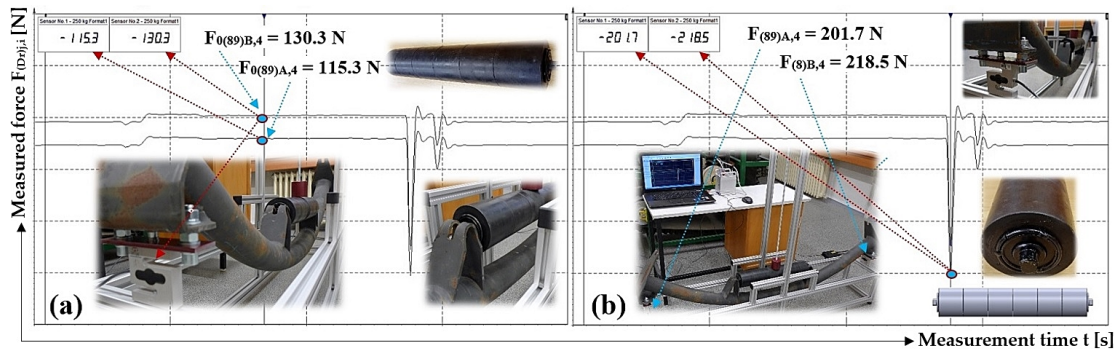 Measured force F(D)j,i [N]
Sensor No.1 - 250 kg Format1
Sensor No.2 - 250 kg Format1
-115.3
-130.3
F0(89)B,4 = 130.3 N
F0(89)A,4 = 115.3 N
(a)
Sensor No.1 - 250 kg Format1
Sensor No.2 - 250 kg Format1
-201.7
-218.5
F(89)A,4 = 201.7 N
F(8)B,4 = 218.5 N
(b)
Measurement time t [s]